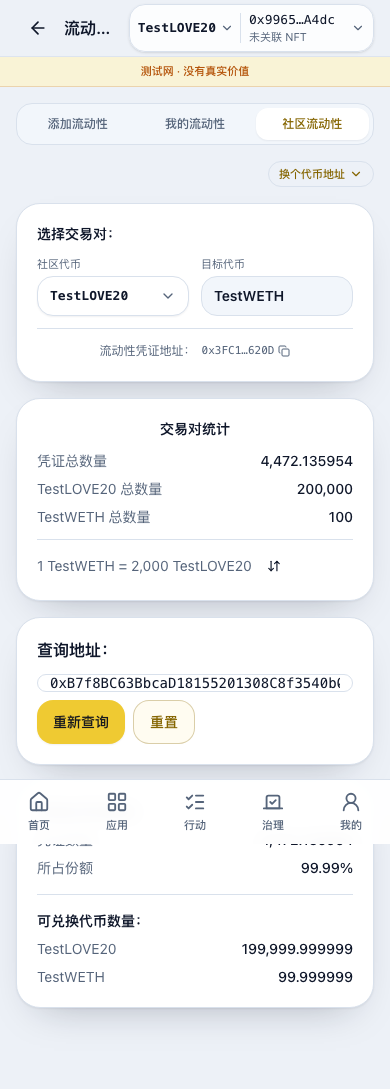 流动...
TestLOVE20
0x9965…A4dc
未关联 NFT
测试网 · 没有真实价值
添加流动性
我的流动性
社区流动性
换个代币地址
选择交易对：
社区代币
目标代币
TestLOVE20
TestWETH
流动性凭证地址：
0x3FC1…620D
交易对统计
凭证总数量
4,472.135954
TestLOVE20 总数量
200,000
TestWETH 总数量
100
1 TestWETH = 2,000 TestLOVE20
查询地址：
0xB7f8BC63BbcaD18155201308C8f3540b
重新查询
重置
首页
应用
行动
治理
我的
所占份额
99.99%
可兑换代币数量：
TestLOVE20
199,999.999999
TestWETH
99.999999